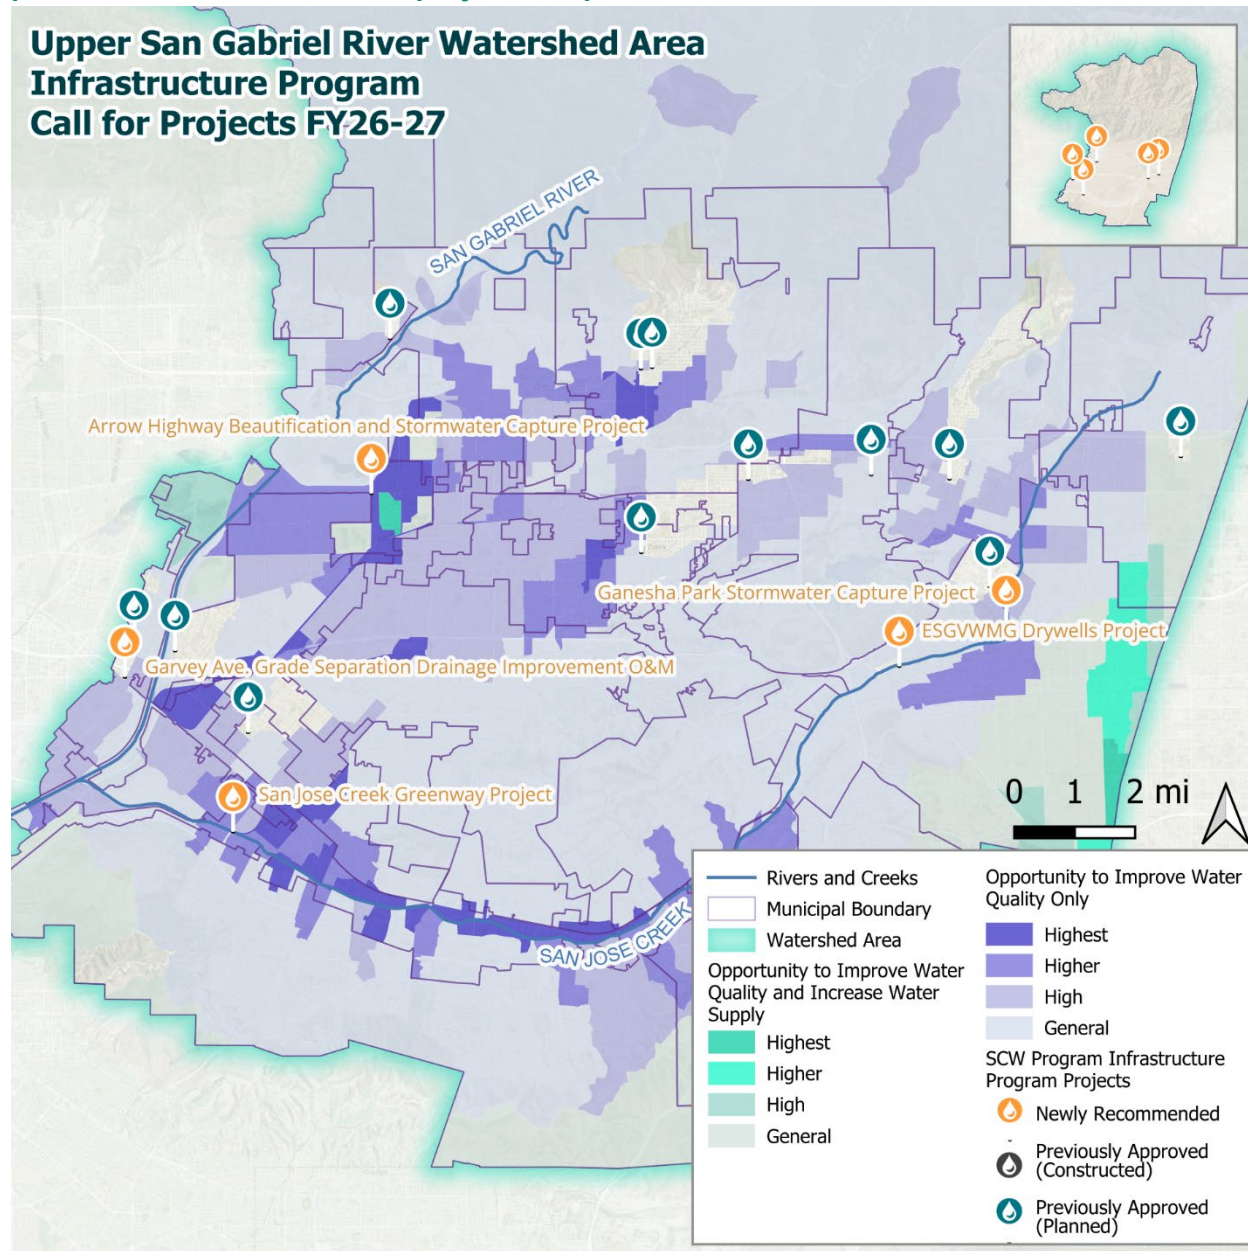 Upper San Gabriel River Watershed Area
Infrastructure Program
Call for Projects FY26-27
SAN GABRIEL RIVER
Arrow Highway Beautification and Stormwater Capture Project
Ganesha Park Stormwater Capture Project
ESGVWMG Drywells Project
Garvey Ave. Grade Separation Drainage Improvement O&M
San Jose Creek Greenway Project
SAN JOSE CREEK
0 1 2 mi
Rivers and Creeks
Municipal Boundary
Watershed Area
Opportunity to Improve Water
Quality and Increase Water
Supply
Highest
Higher
High
General
Opportunity to Improve Water
Quality Only
Highest
Higher
High
General
SCW Program Infrastructure
Program Projects
Newly Recommended
Previously Approved
(Constructed)
Previously Approved
(Planned)